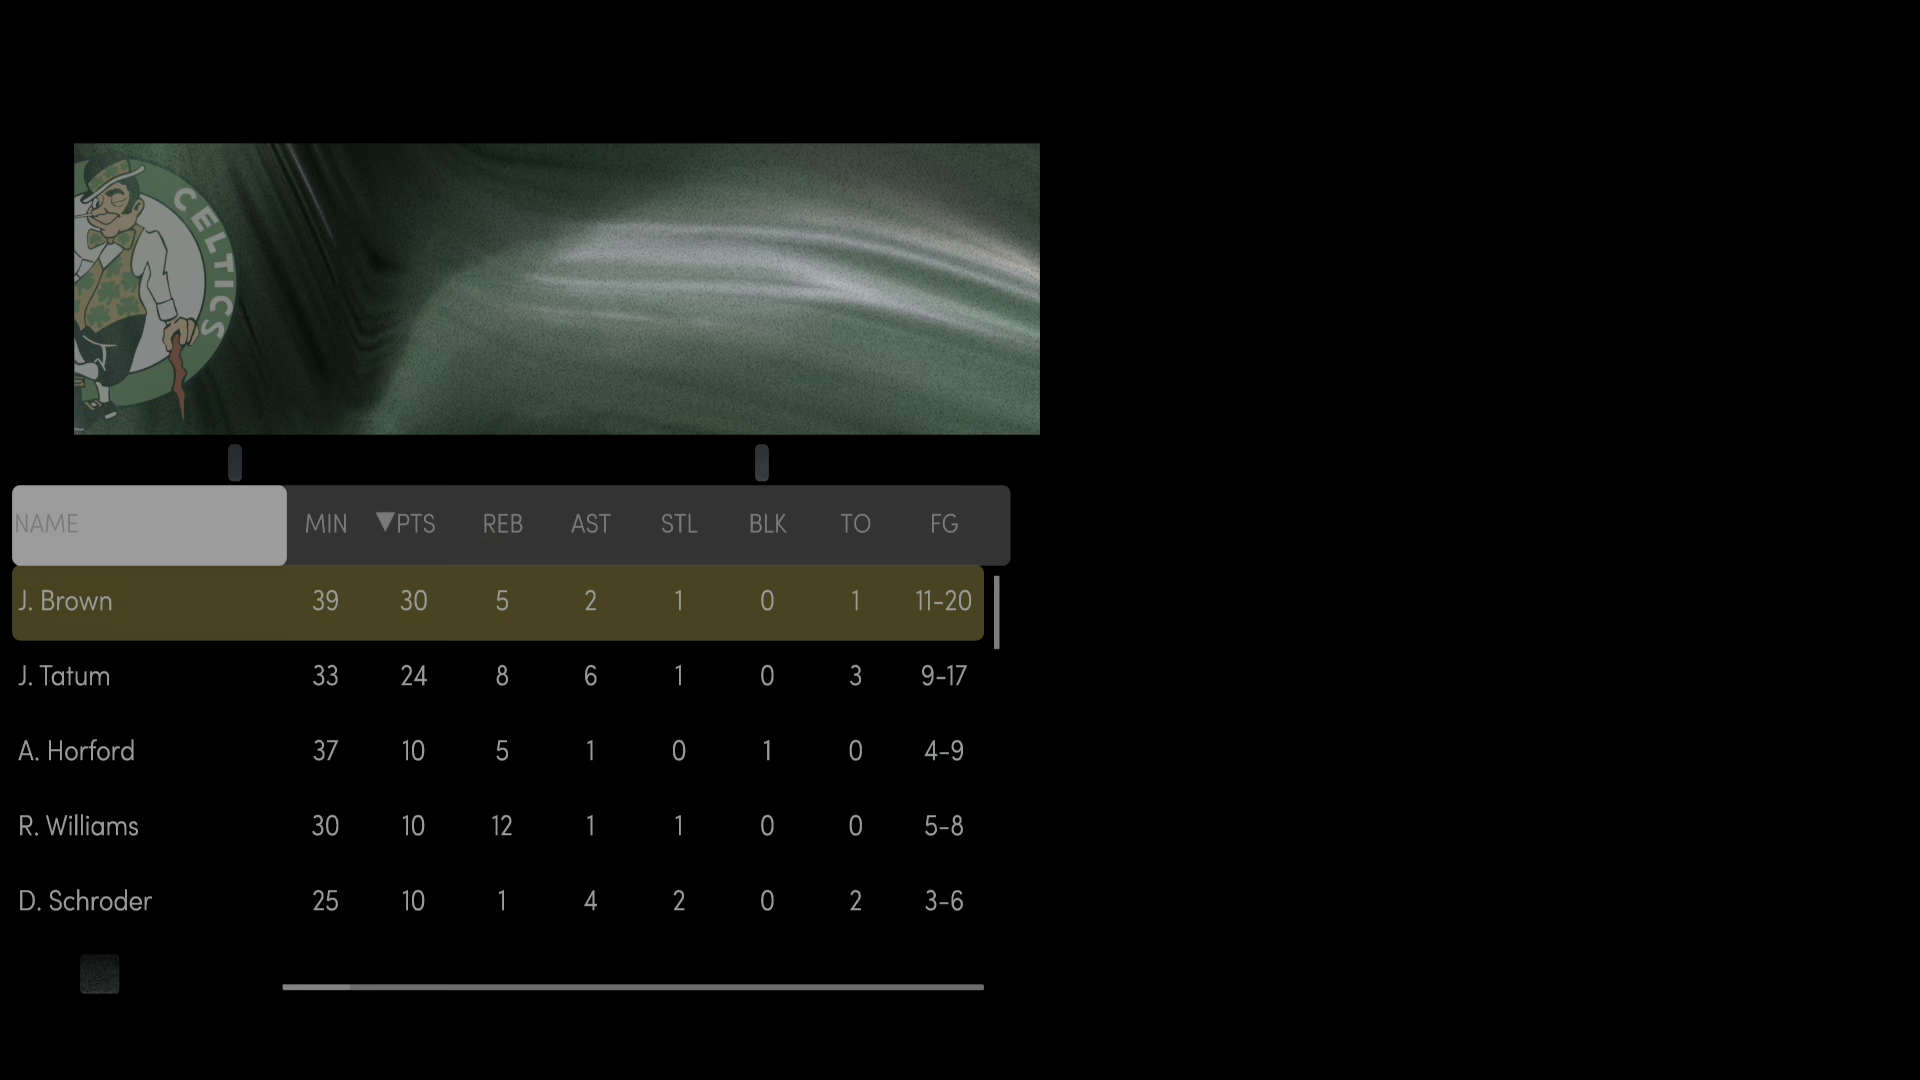 CELTICS
NAME MIN ▼PTS REB AST STL BLK TO FG
J. Brown 39 30 5 2 1 0 1 11-20
J. Tatum 33 24 8 6 1 0 3 9-17
A. Horford 37 10 5 1 0 1 0 4-9
R. Williams 30 10 12 1 1 0 0 5-8
D. Schroder 25 10 1 4 2 0 2 3-6